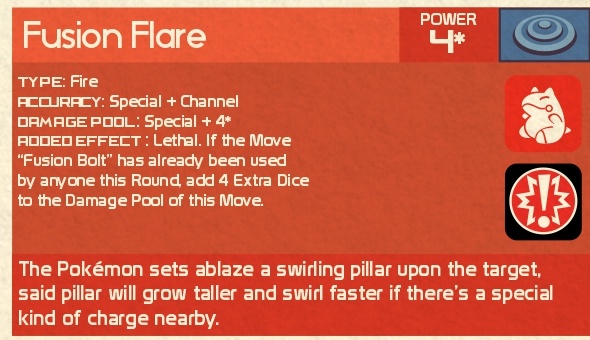 Fusion Flare
POWER
4*
TYPE: Fire
ACCURACY: Special + Channel
DAMAGE POOL: Special + 4*
ADDED EFFECT : Lethal. If the Move
“Fusion Bolt” has already been used
by anyone this Round, add 4 Extra Dice
to the Damage Pool of this Move.
The Pokémon sets ablaze a swirling pillar upon the target,
said pillar will grow taller and swirl faster if there's a special
kind of charge nearby.